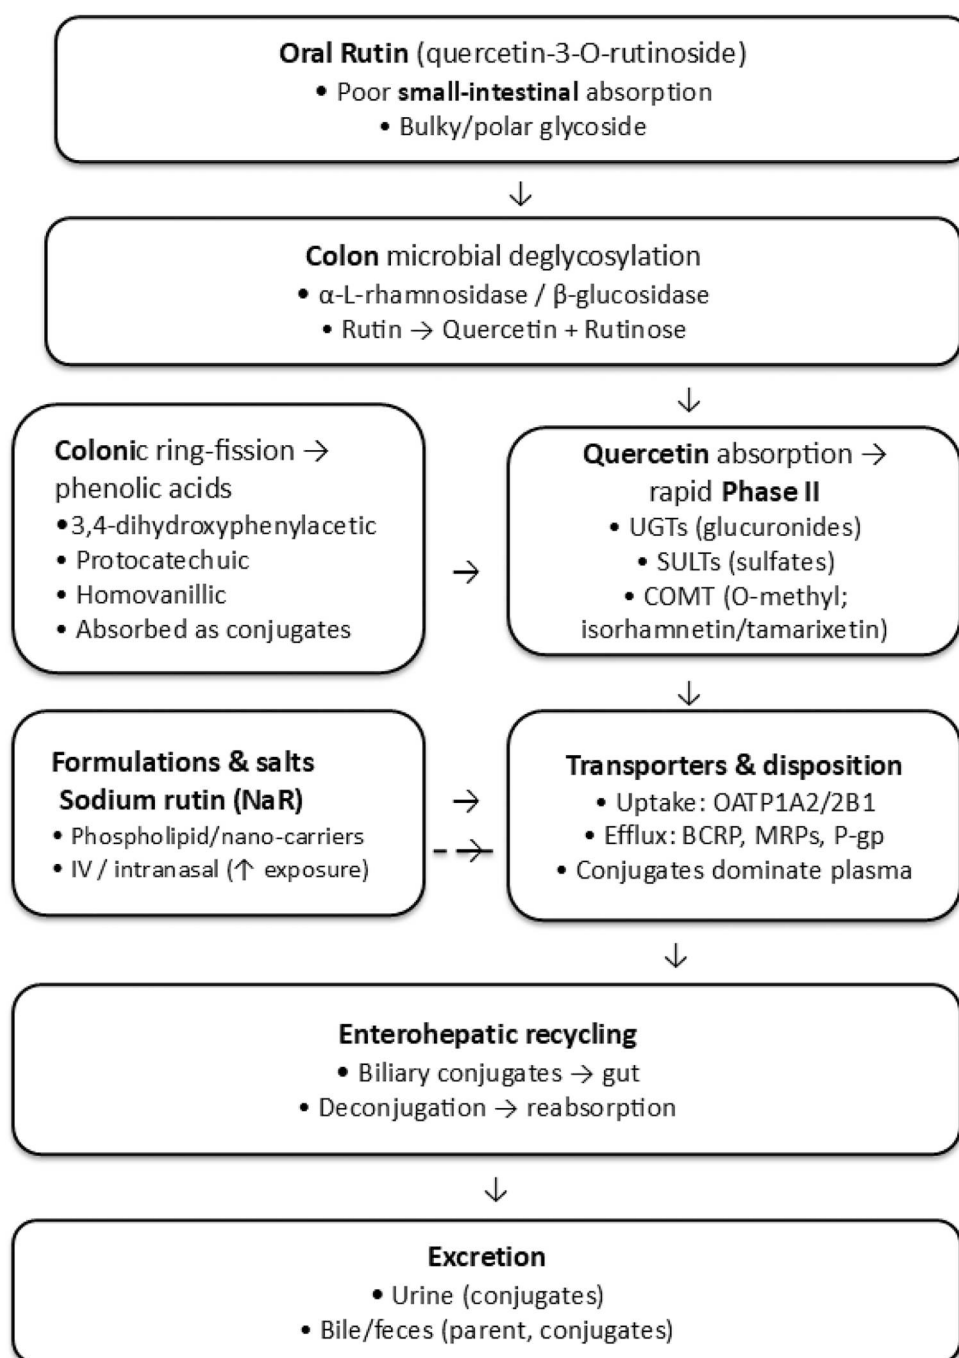 Oral Rutin (quercetin-3-O-rutinoside)
• Poor small-intestinal absorption
• Bulky/polar glycoside
↓
Colon microbial deglycosylation
• α-L-rhamnosidase / β-glucosidase
• Rutin → Quercetin + Rutinose
↓
Colonic ring-fission →
phenolic acids
•3,4-dihydroxyphenylacetic
• Protocatechuic
• Homovanillic
• Absorbed as conjugates
→
Quercetin absorption →
rapid Phase II
• UGTs (glucuronides)
• SULTs (sulfates)
• COMT (O-methyl;
isorhamnetin/tamarixetin)
↓
Formulations & salts
Sodium rutin (NaR)
• Phospholipid/nano-carriers
• IV / intranasal (↑ exposure)
→
Transporters & disposition
• Uptake: OATP1A2/2B1
• Efflux: BCRP, MRPs, P-gp
• Conjugates dominate plasma
↓
Enterohepatic recycling
• Biliary conjugates → gut
• Deconjugation → reabsorption
↓
Excretion
• Urine (conjugates)
• Bile/feces (parent, conjugates)